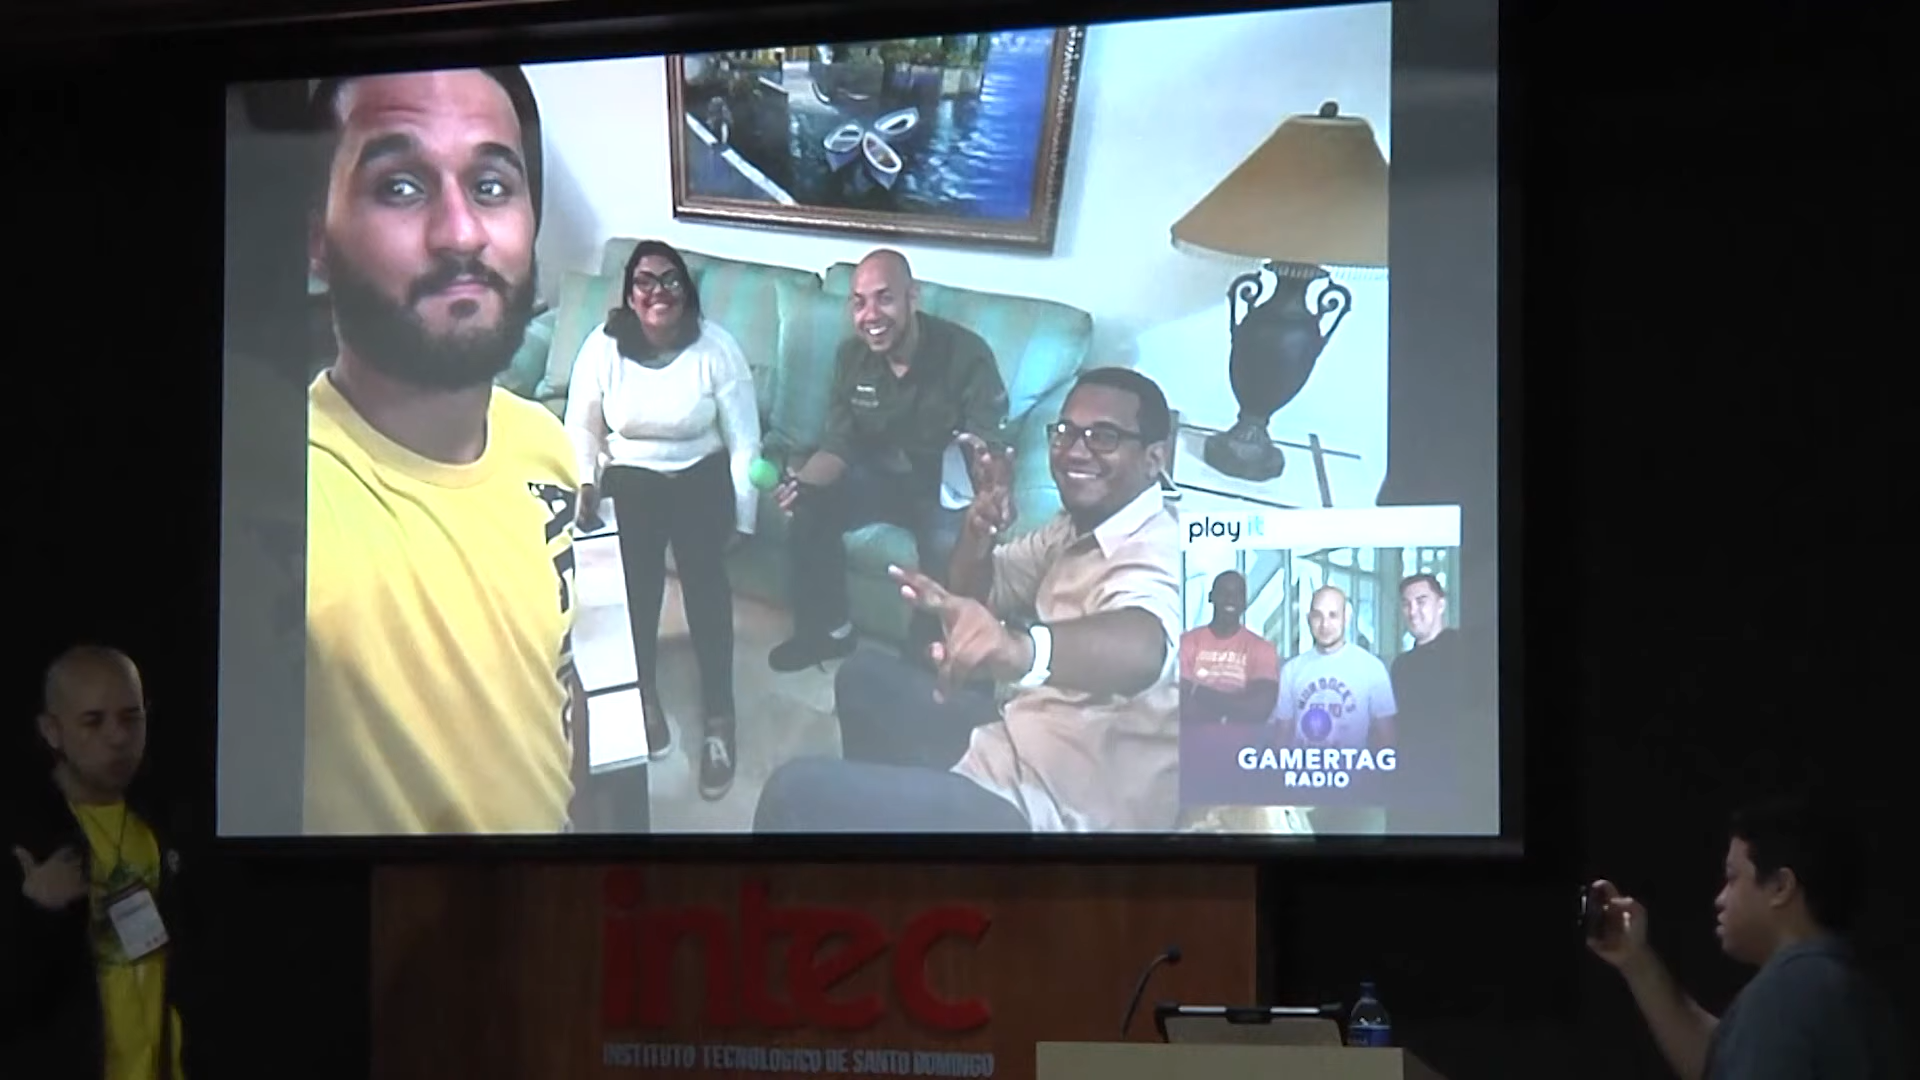 play it
GAMERTAG
RADIO
intec
INSTITUTO TECNOLOGICO DE SANTO DOMINGO